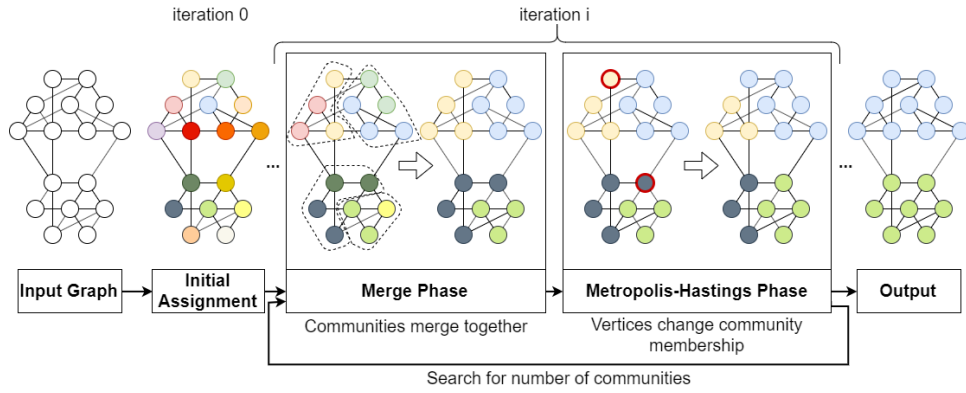 iteration 0
iteration i
...
...
Input Graph
Initial
Assignment
Merge Phase
Metropolis-Hastings Phase
Output
Communities merge together
Vertices change community
membership
Search for number of communities